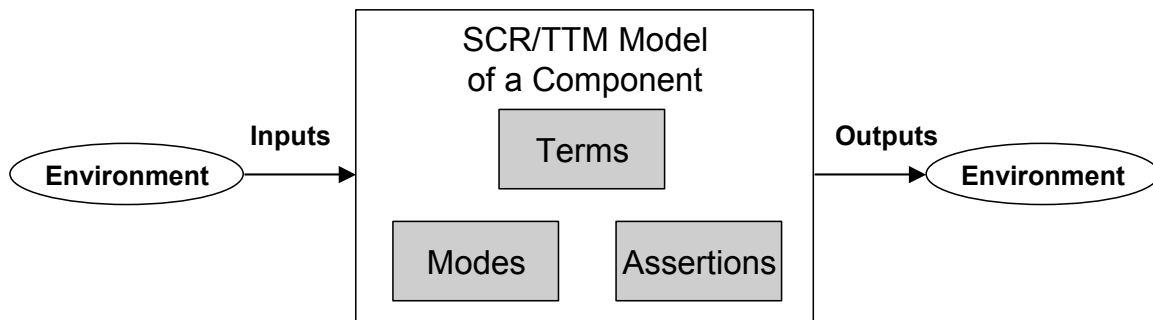 SCR/TTM Model
of a Component
Inputs
Outputs
Terms
Environment
Environment
Modes
Assertions